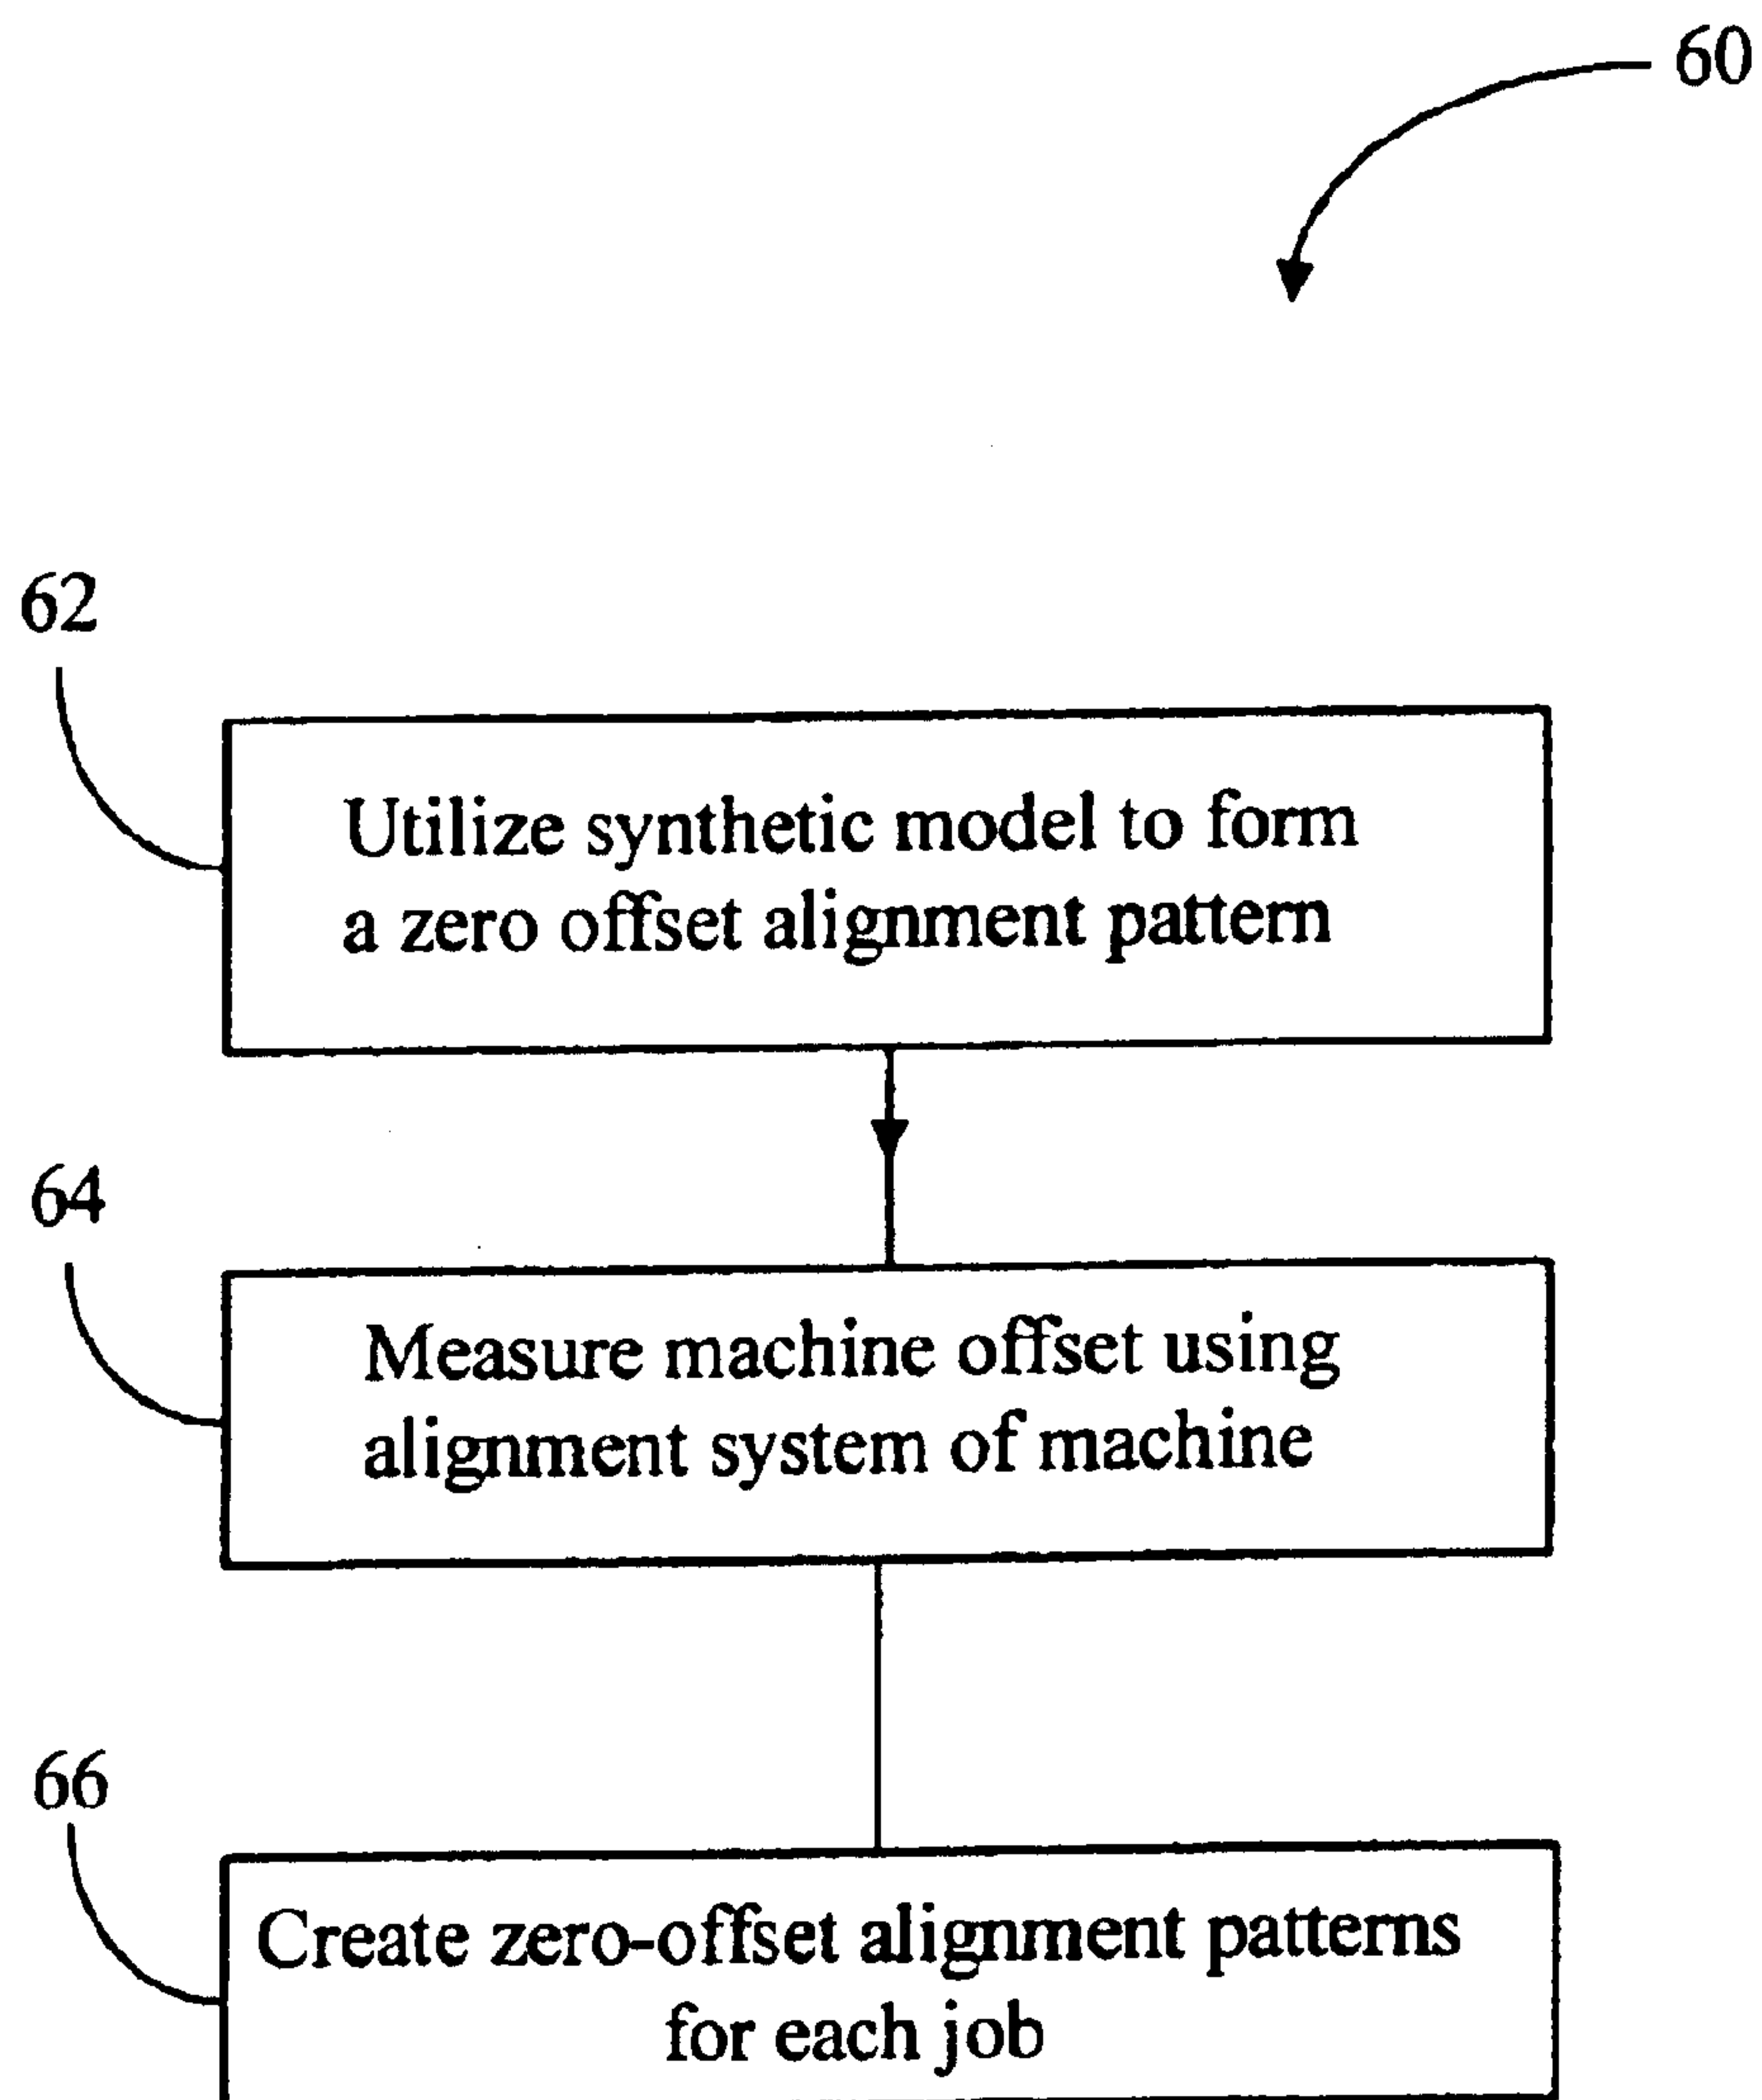 60
62
Utilize synthetic model to form
a zero offset alignment pattern
64
Measure machine offset using
alignment system of machine
66
Create zero-offset alignment patterns
for each job